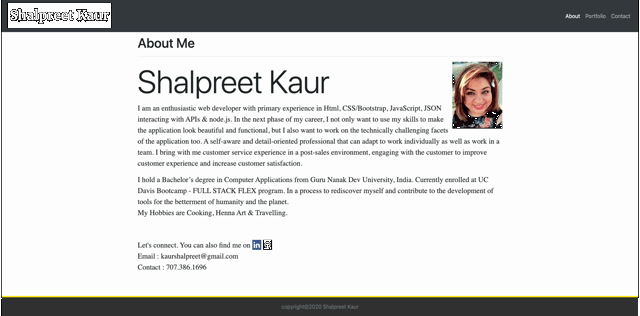 Shalpreet Kaur
About Portfolio Contact
About Me
Shalpreet Kaur
I am an enthusiastic web developer with primary experience in Html, CSS/Bootstrap, JavaScript, JSON
interacting with APIs & node.js. In the next phase of my career, I not only want to use my skills to make
the application look beautiful and functional, but I also want to work on the technically challenging facets
of the application too. A self-aware and detail-oriented professional that can adapt to work individually as well as work in a
team. I bring with me customer service experience in a post-sales environment, engaging with the customer to improve
customer experience and increase customer satisfaction.
I hold a Bachelor's degree in Computer Applications from Guru Nanak Dev University, India. Currently enrolled at UC
Davis Bootcamp - FULL STACK FLEX program. In a process to rediscover myself and contribute to the development of
tools for the betterment of humanity and the planet.
My Hobbies are Cooking, Henna Art & Travelling.
Let's connect. You can also find me on in
Email : kaurshalpreet@gmail.com
Contact : 707.386.1696
copyright©2020 Shalpreet Kaur